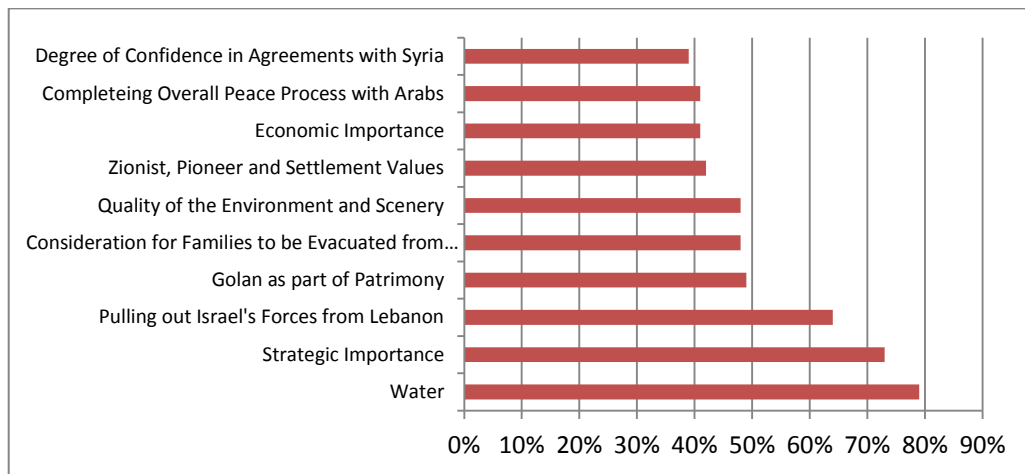 Degree of Confidence in Agreements with Syria
Completeing Overall Peace Process with Arabs
Economic Importance
Zionist, Pioneer and Settlement Values
Quality of the Environment and Scenery
Consideration for Families to be Evacuated from…
Golan as part of Patrimony
Pulling out Israel's Forces from Lebanon
Strategic Importance
Water
0% 10% 20% 30% 40% 50% 60% 70% 80% 90%